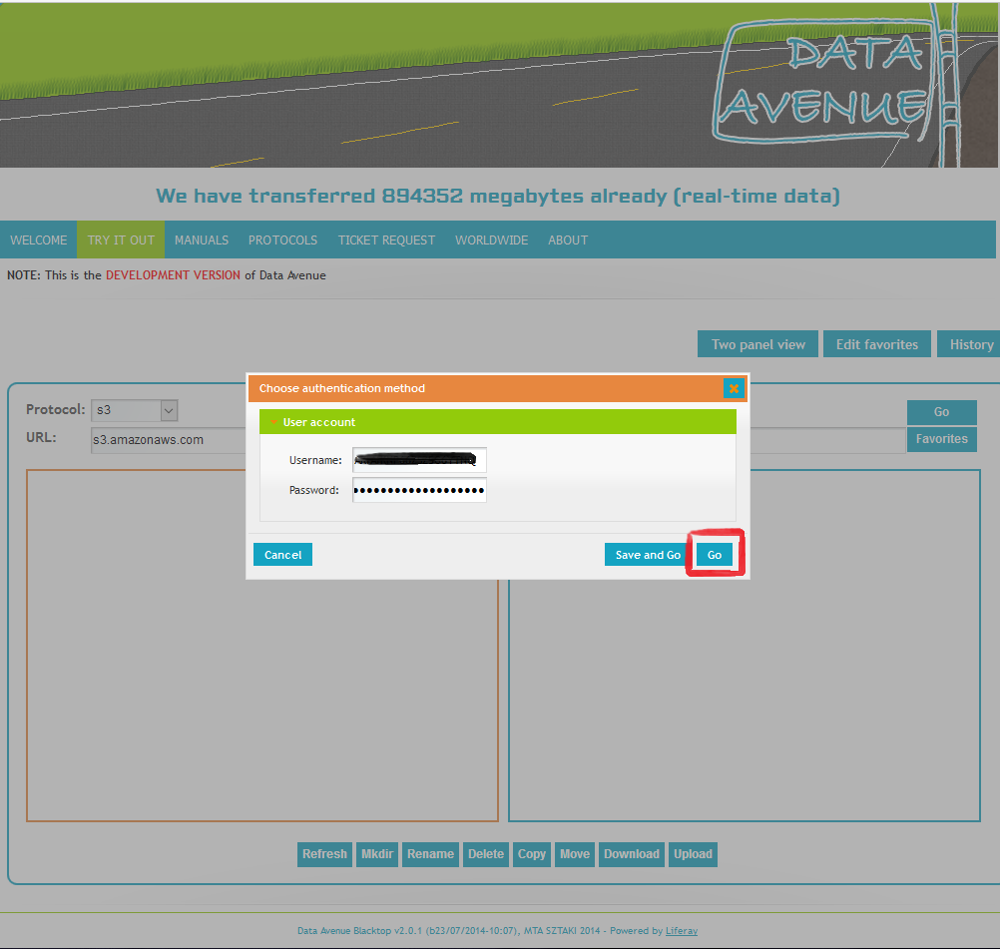 DATA
AVENUE
We have transferred 894352 megabytes already (real-time data)
WELCOME TRY IT OUT MANUALS PROTOCOLS TICKET REQUEST WORLDWIDE ABOUT
NOTE: This is the DEVELOPMENT VERSION of Data Avenue
Two panel view Edit favorites History
Choose authentication method
User account
Username:
Password:
Cancel Save and Go Go
Protocol: s3 Go
URL: s3.amazonaws.com Favorites
Refresh Mkdir Rename Delete Copy Move Download Upload
Data Avenue Blacktop v2.0.1 (b23/07/2014-10:07), MTA SZTAKI 2014 - Powered by Liferay